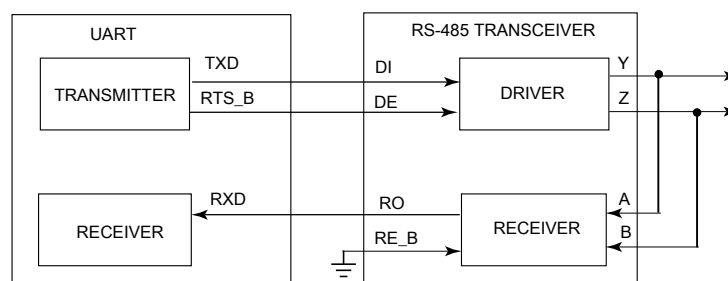 UART
RS-485 TRANSCEIVER
TXD
DI
Y
TRANSMITTER
DRIVER
RTS_B
DE
Z
RXD
RO
A
RECEIVER
RECEIVER
RE_B
B